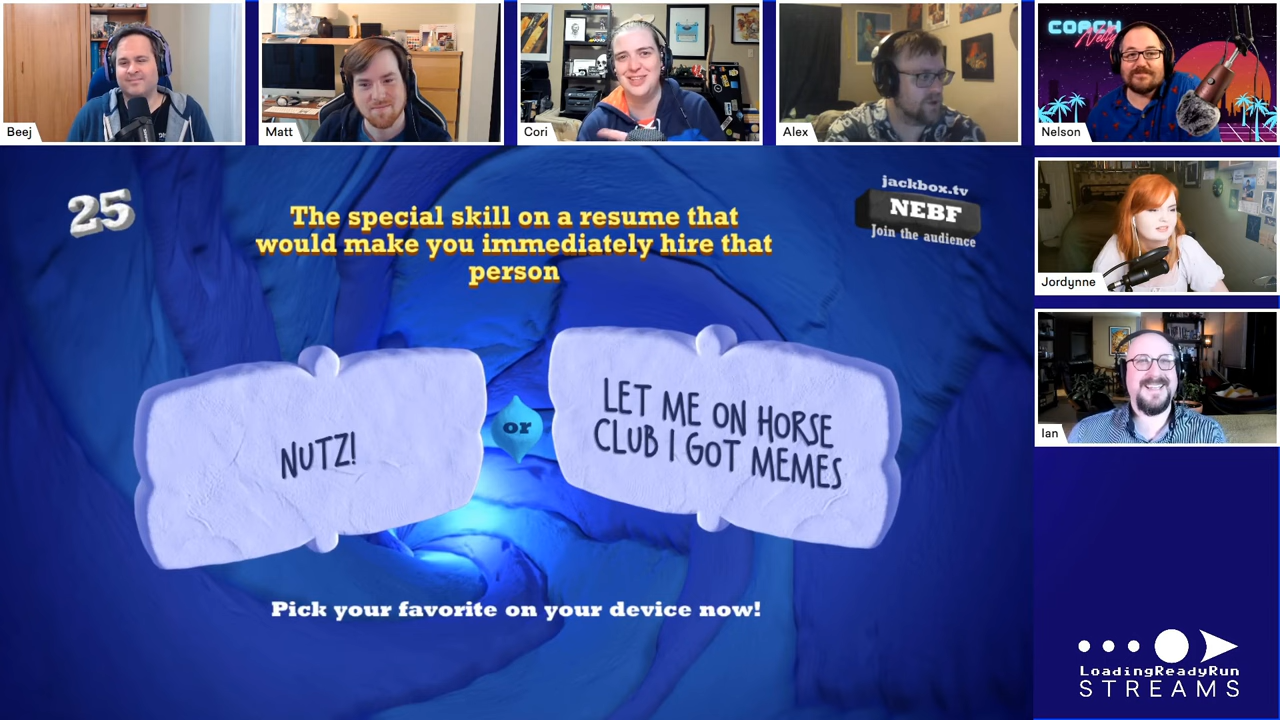 Beej
Matt
Cori
Alex
COACH
Nelly
Nelson
25
The special skill on a resume that
would make you immediately hire that
person
jackbox.tv
NEBF
Join the audience
Jordynne
NUTZ!
or
LET ME ON HORSE
CLUB I GOT MEMES
Ian
Pick your favorite on your device now!
LoadingReadyRun
STREAMS